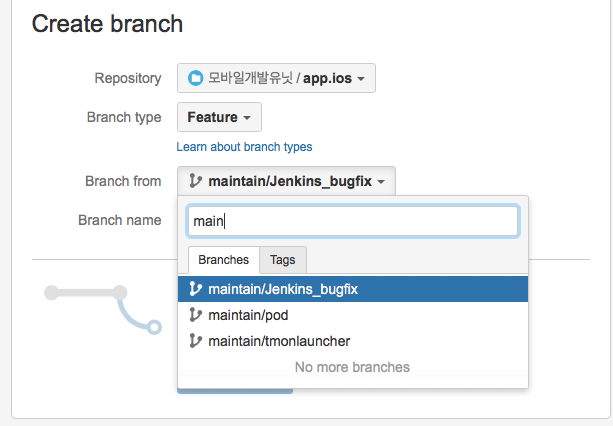 Create branch
Repository 모바일개발유닛 / app.ios
Branch type Feature
Learn about branch types
Branch from maintain/Jenkins_bugfix
Branch name main
Branches Tags
maintain/Jenkins_bugfix
maintain/pod
maintain/tmonlauncher
No more branches